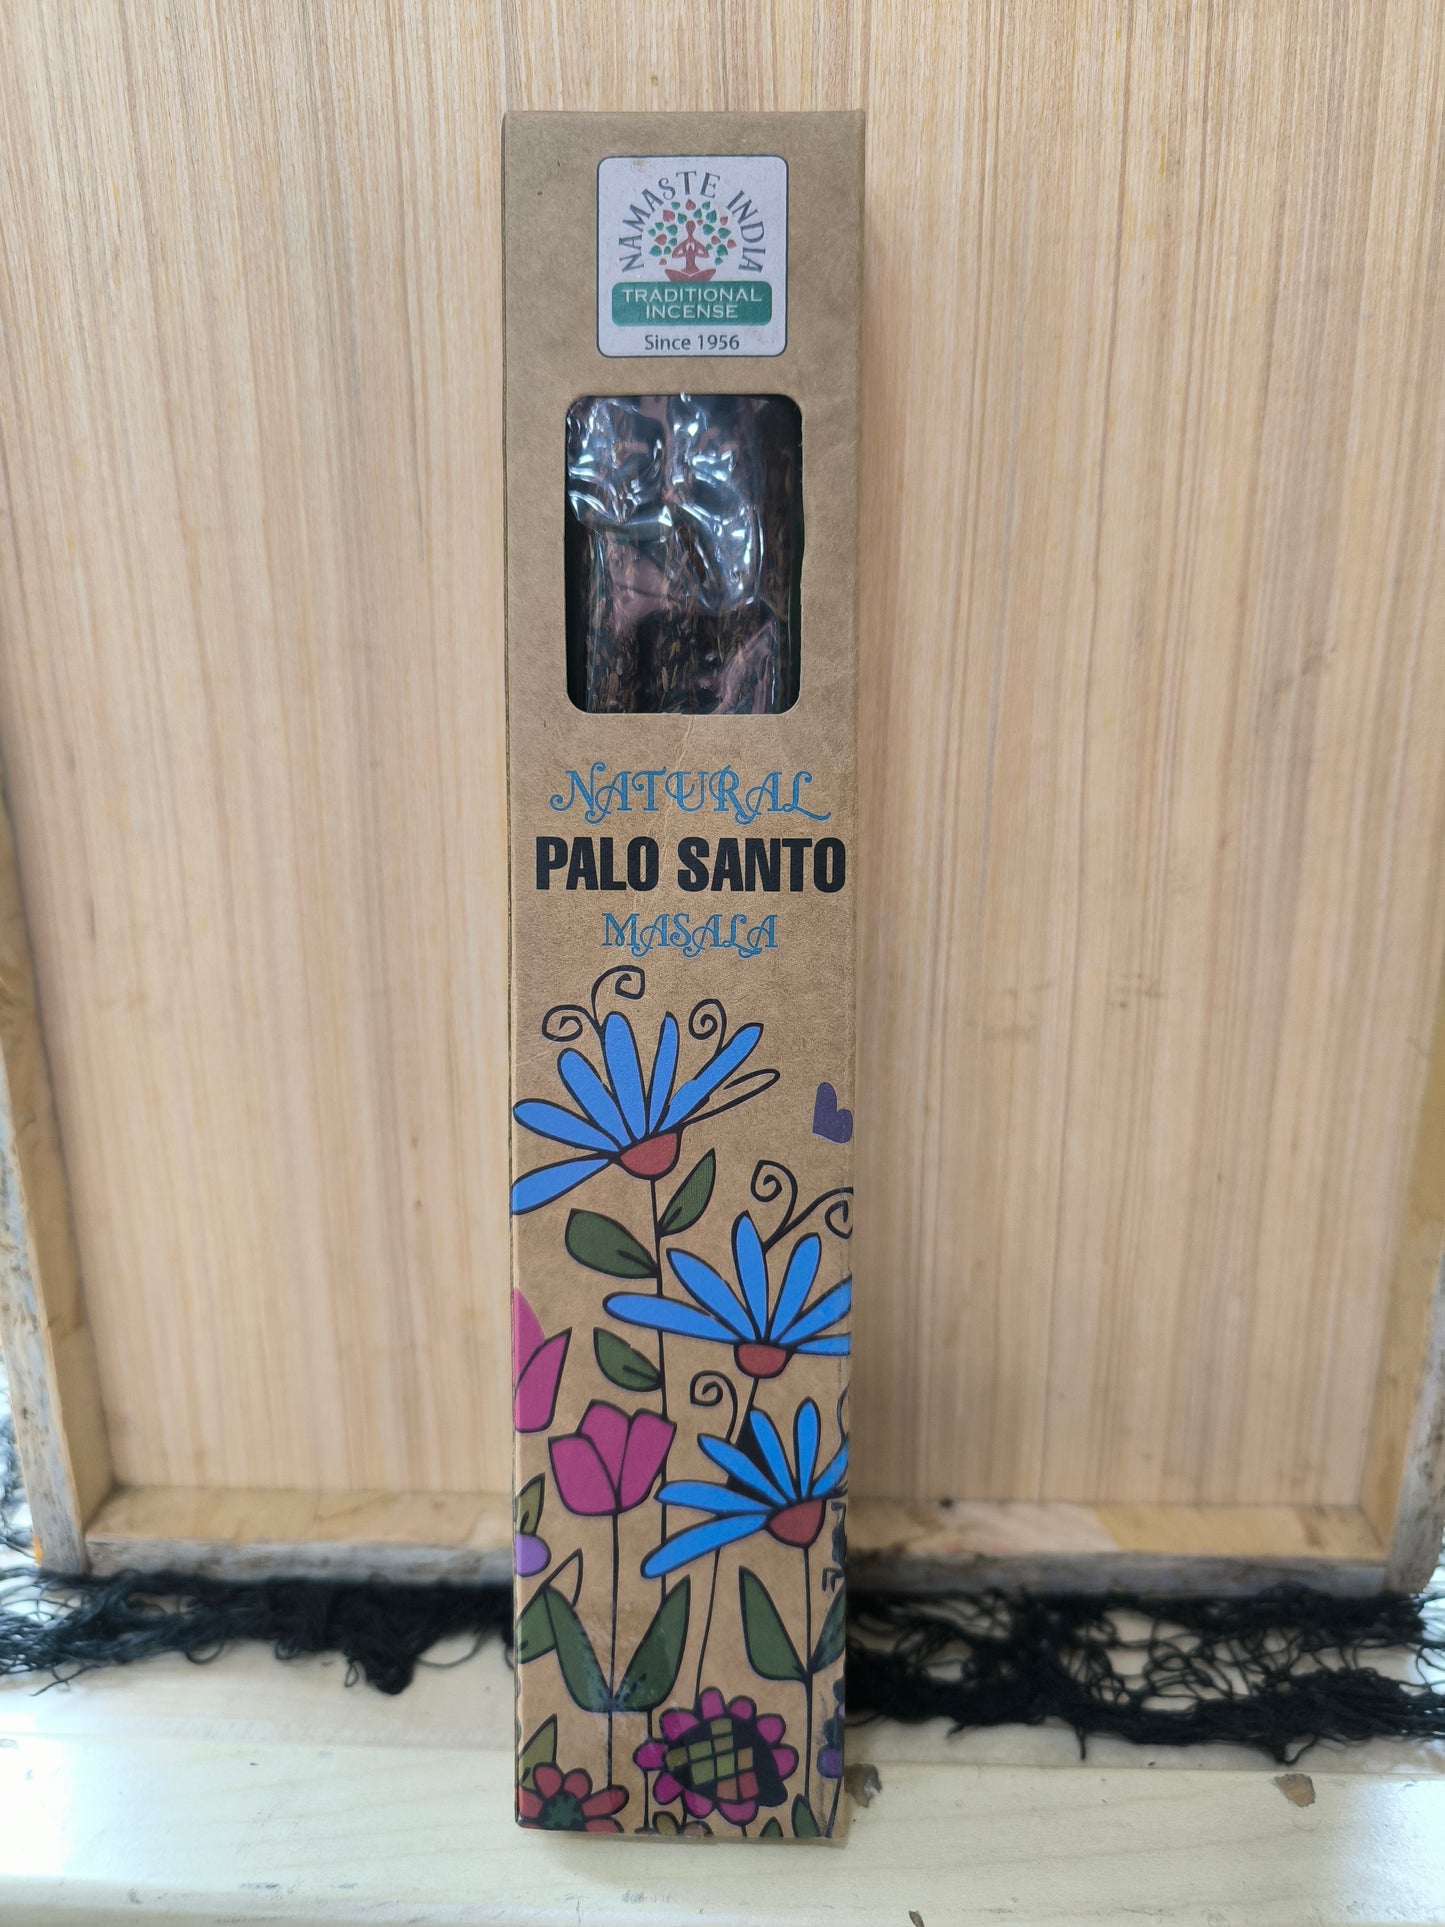 NAMASTE INDIA
TRADITIONAL
INCENSE
Since 1956
NATURAL
PALO SANTO
MASALA